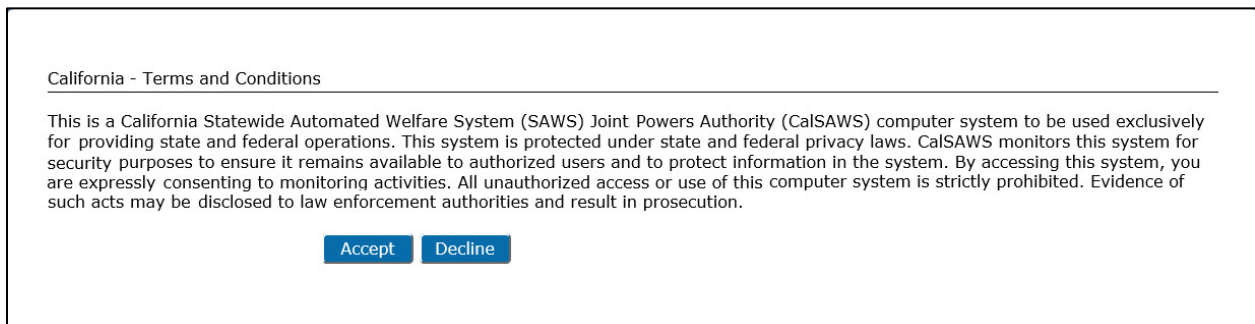 California - Terms and Conditions
This is a California Statewide Automated Welfare System (SAWS) Joint Powers Authority (CalSAWS) computer system to be used exclusively
for providing state and federal operations. This system is protected under state and federal privacy laws. CalSAWS monitors this system for
security purposes to ensure it remains available to authorized users and to protect information in the system. By accessing this system, you
are expressly consenting to monitoring activities. All unauthorized access or use of this computer system is strictly prohibited. Evidence of
such acts may be disclosed to law enforcement authorities and result in prosecution.
Accept Decline